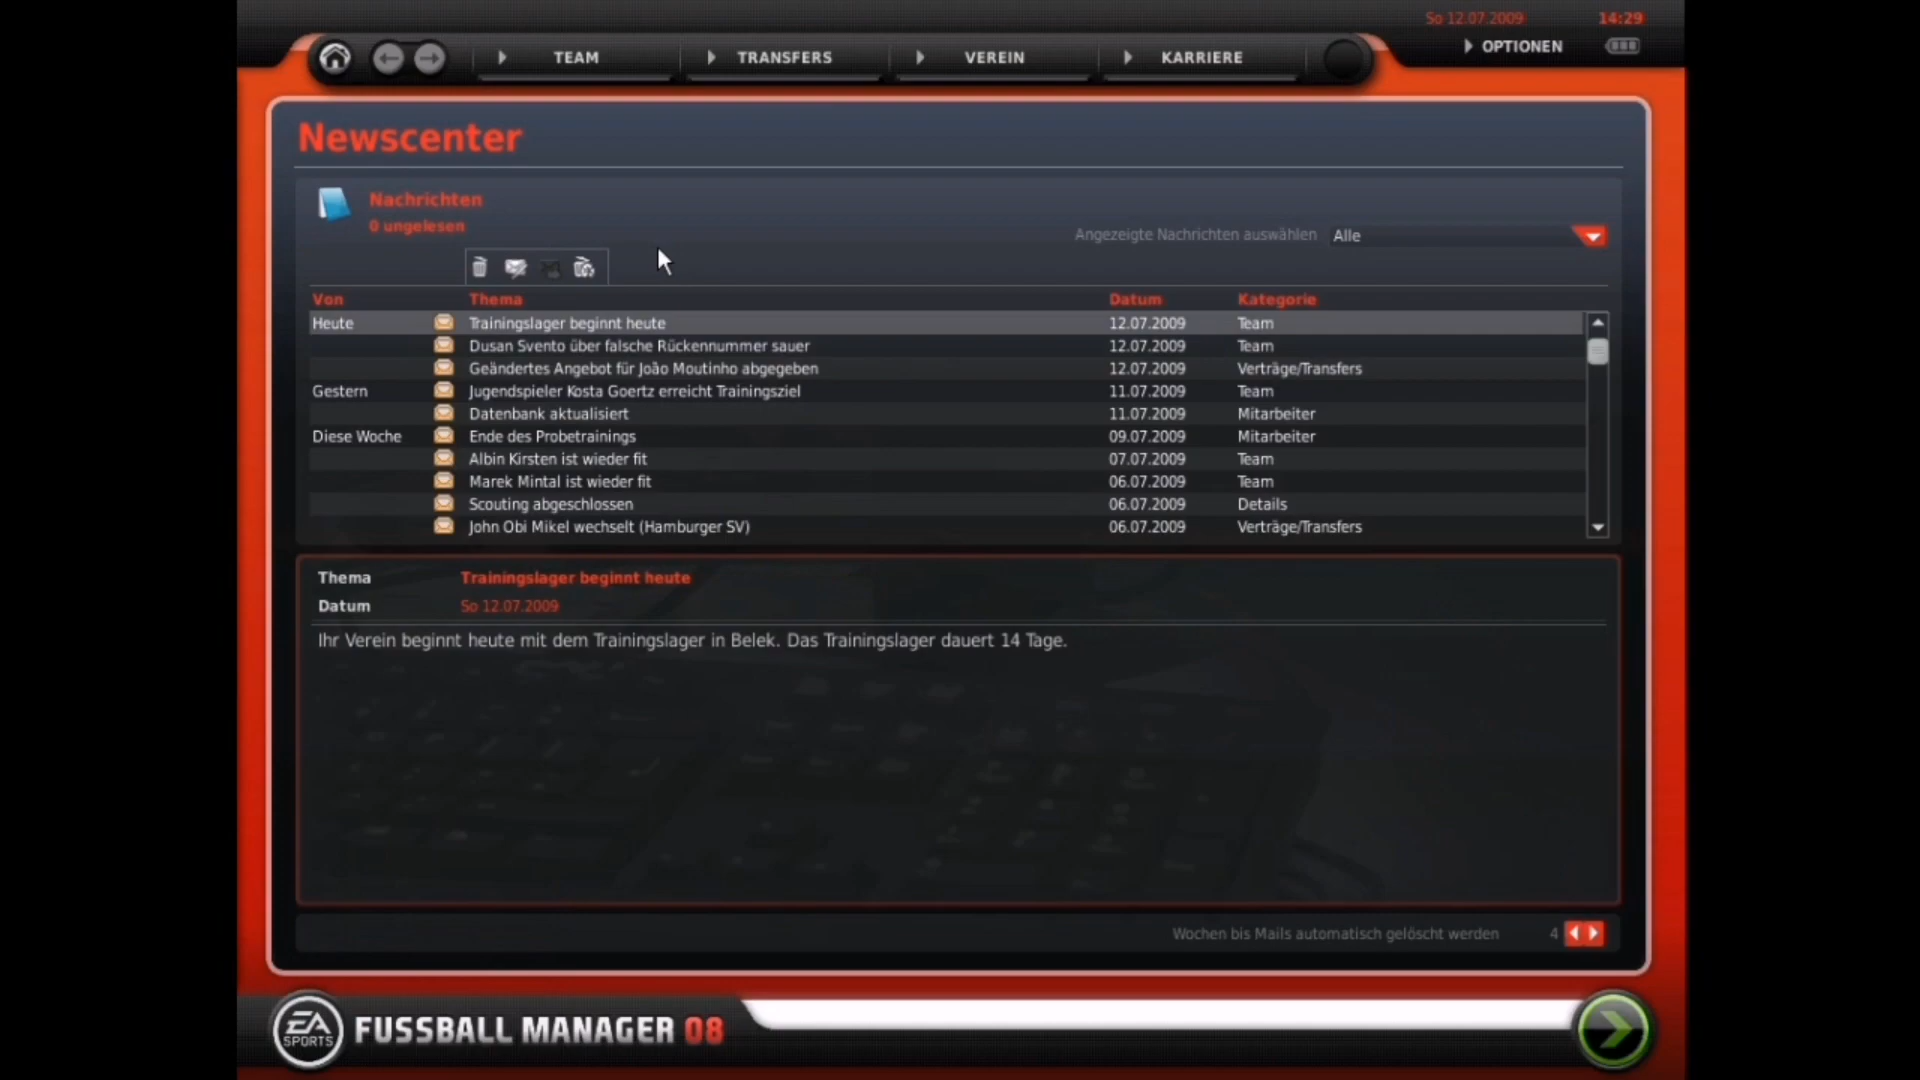 So 12.07.2009 14:29
TEAM TRANSFERS VEREIN KARRIERE OPTIONEN
Newscenter
Nachrichten
0 ungelesen
Angezeigte Nachrichten auswählen Alle
Von Thema Datum Kategorie
Heute Trainingslager beginnt heute 12.07.2009 Team
Dusan Svento über falsche Rückennummer sauer 12.07.2009 Team
Geändertes Angebot für João Moutinho abgegeben 12.07.2009 Verträge/Transfers
Gestern Jugendspieler Kosta Goertz erreicht Trainingsziel 11.07.2009 Team
Datenbank aktualisiert 11.07.2009 Mitarbeiter
Diese Woche Ende des Probetrainings 09.07.2009 Mitarbeiter
Albin Kirsten ist wieder fit 07.07.2009 Team
Marek Mintal ist wieder fit 06.07.2009 Team
Scouting abgeschlossen 06.07.2009 Details
John Obi Mikel wechselt (Hamburger SV) 06.07.2009 Verträge/Transfers
Thema Trainingslager beginnt heute
Datum So 12.07.2009
Ihr Verein beginnt heute mit dem Trainingslager in Belek. Das Trainingslager dauert 14 Tage.
Wochen bis Mails automatisch gelöscht werden 4
EA SPORTS FUSSBALL MANAGER 08